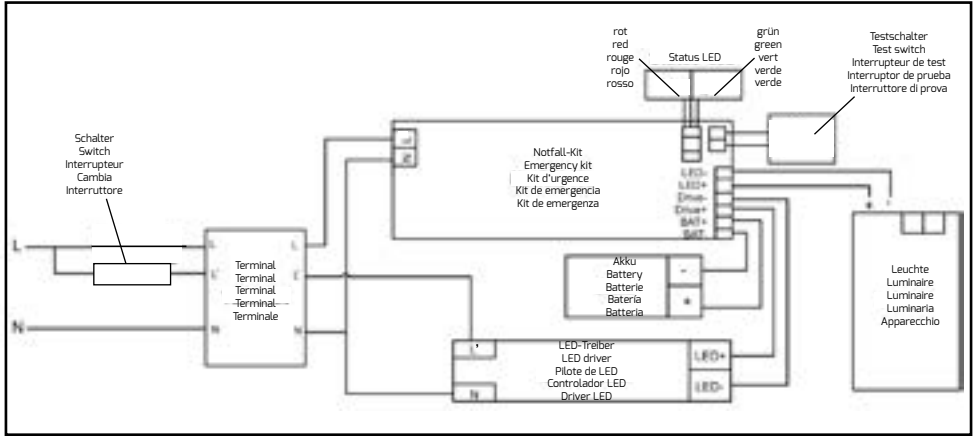 rot
red
rouge
rojo
rosso
Status LED
grün
green
vert
verde
verde
Testschalter
Test switch
Interrupteur de test
Interruptor de prueba
Interruttore di prova
Schalter
Switch
Interrupteur
Cambia
Interruttore
L
N
L
L'
N
Terminal
Terminal
Terminal
Terminal
Terminale
L
L'
N
L
N
Notfall-Kit
Emergency kit
Kit d'urgence
Kit de emergencia
Kit de emergenza
LED-
LED+
Drive-
Drive+
BAT+
BAT-
Akku
Battery
Batterie
Batería
Batteria
-
+
L'
N
LED-Treiber
LED driver
Pilote de LED
Controlador LED
Driver LED
LED+
LED-
+ -
Leuchte
Luminaire
Luminaire
Luminaria
Apparecchio